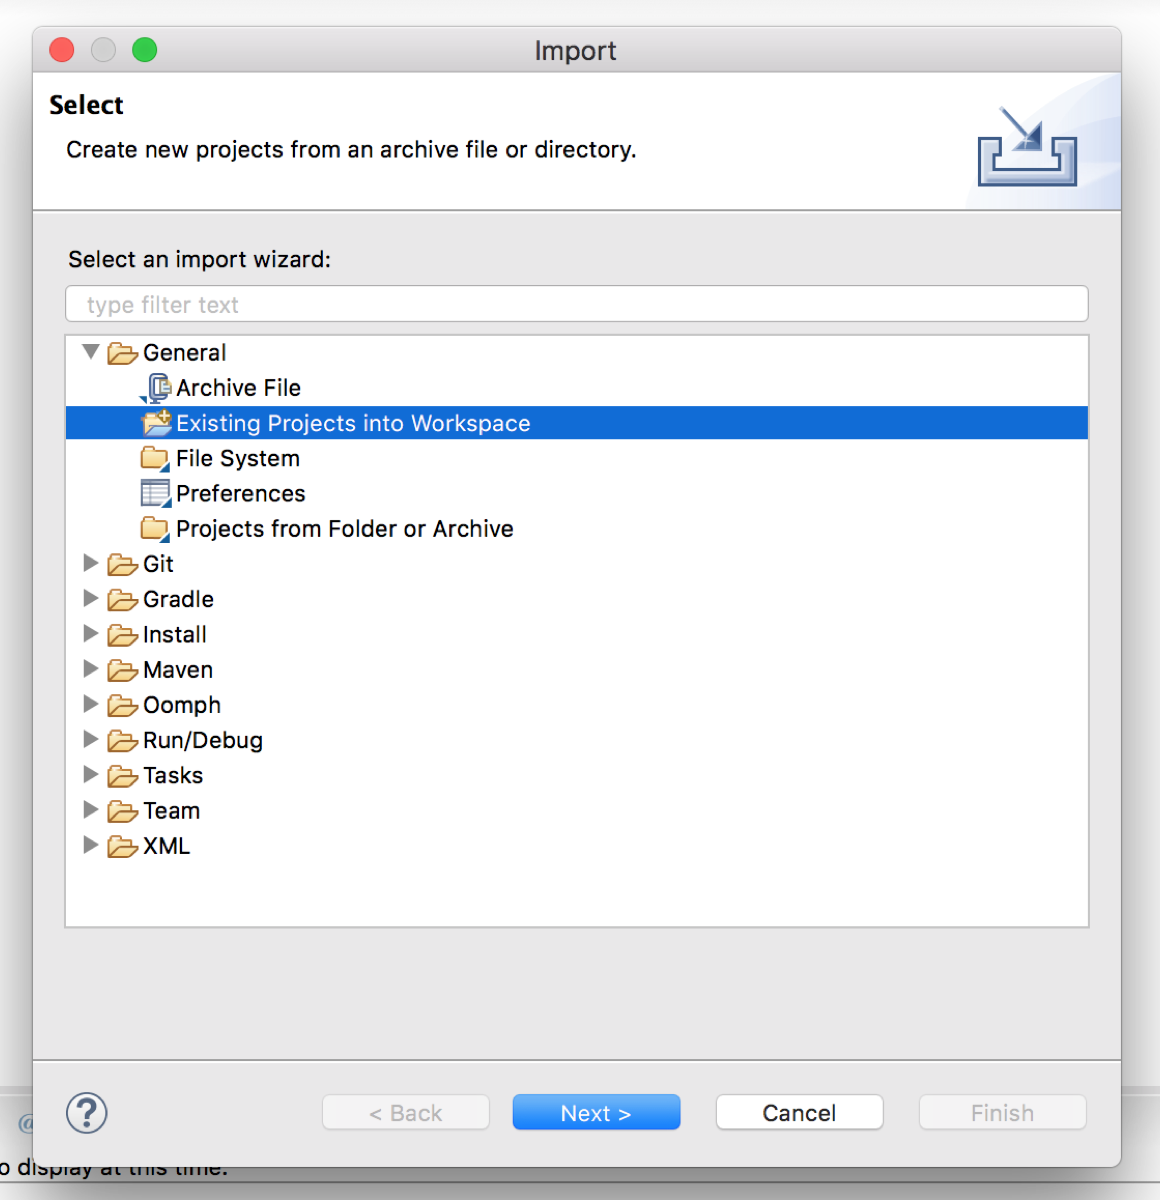 Import
Select
Create new projects from an archive file or directory.
Select an import wizard:
type filter text
General
Archive File
Existing Projects into Workspace
File System
Preferences
Projects from Folder or Archive
Git
Gradle
Install
Maven
Oomph
Run/Debug
Tasks
Team
XML
? < Back Next > Cancel Finish
@
o display at this time.